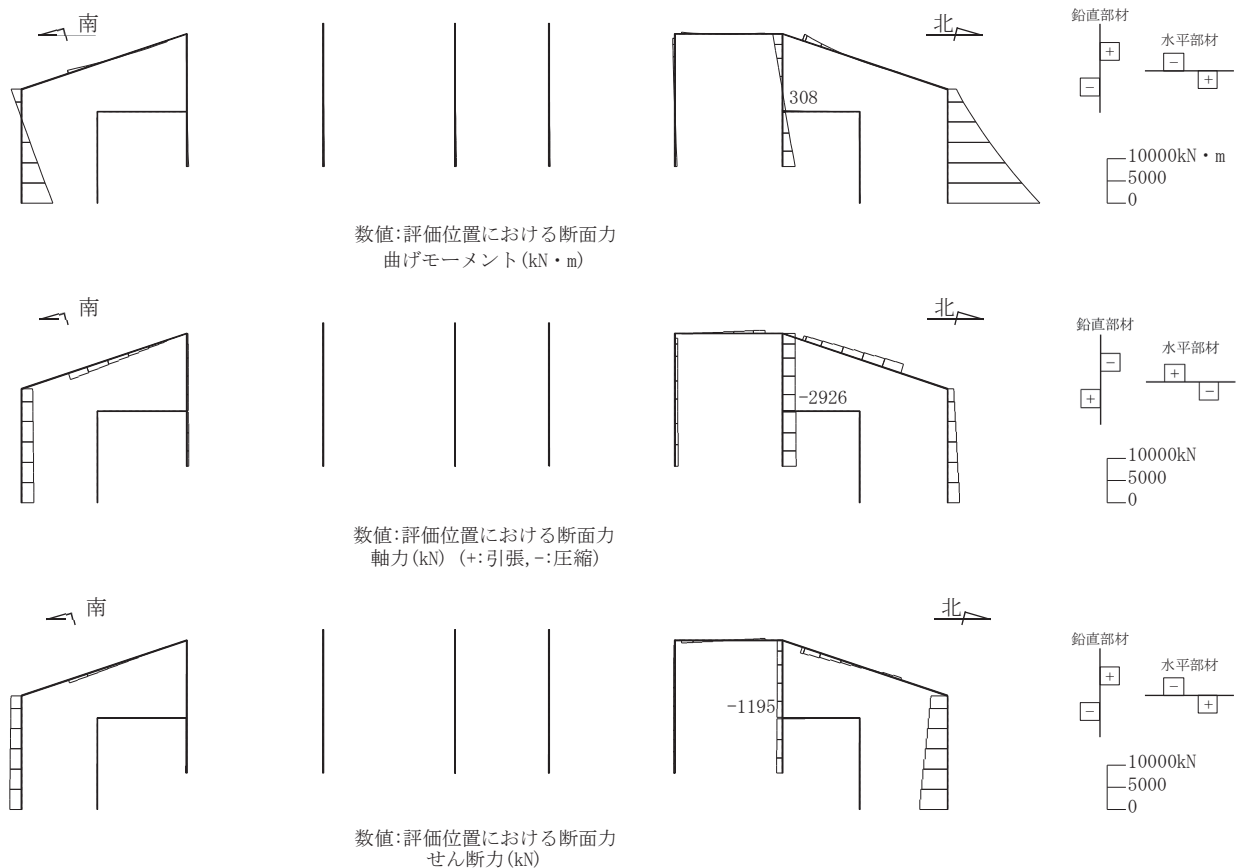 南
北
鉛直部材
＋
－
水平部材
－
＋
308
10000kN・m
5000
0
数値:評価位置における断面力
曲げモーメント(kN・m)
南
北
鉛直部材
－
＋
水平部材
＋
－
-2926
10000kN
5000
0
数値:評価位置における断面力
軸力(kN) (+:引張,-:圧縮)
南
北
鉛直部材
＋
－
水平部材
－
＋
-1195
10000kN
5000
0
数値:評価位置における断面力
せん断力(kN)